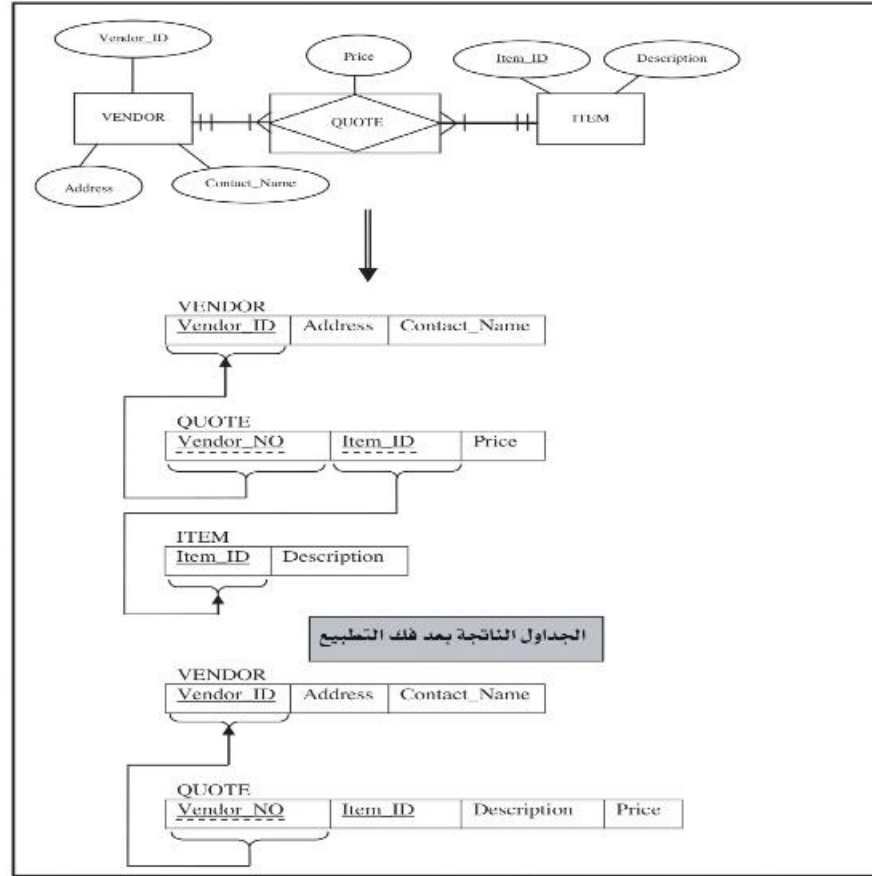 Vendor_ID
Price
Item_ID Description
VENDOR QUOTE ITEM
Address Contact_Name
VENDOR
Vendor_ID Address Contact_Name
QUOTE
Vendor_NO Item_ID Price
ITEM
Item_ID Description
الجداول الناتجة بعد فك التطبيع
VENDOR
Vendor_ID Address Contact_Name
QUOTE
Vendor_NO Item_ID Description Price